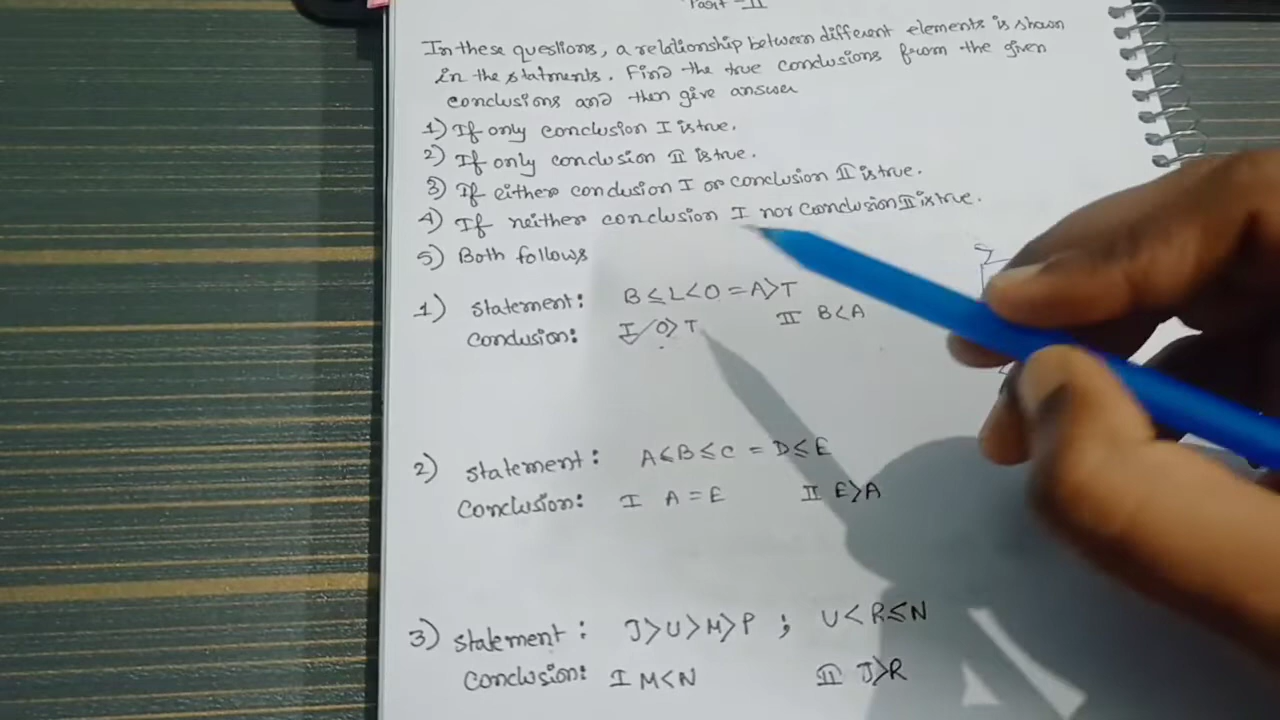 Part - II
In these questions, a relationship between different elements is shown
in the statments. Find the true conclusions from the given
conclusions and then give answer
1) If only conclusion I is true.
2) If only conclusion II is true.
3) If either conclusion I or conclusion II is true.
4) If neither conclusion I nor conclusion II is true.
5) Both follows
1) Statement: B ≤ L < O = A > T
Conclusion: I O > T II B < A
2) Statement: A ≤ B ≤ C = D ≤ E
Conclusion: I A = E II E > A
3) Statement: J > U > M > P ; U < R ≤ N
Conclusion: I M < N II J > R